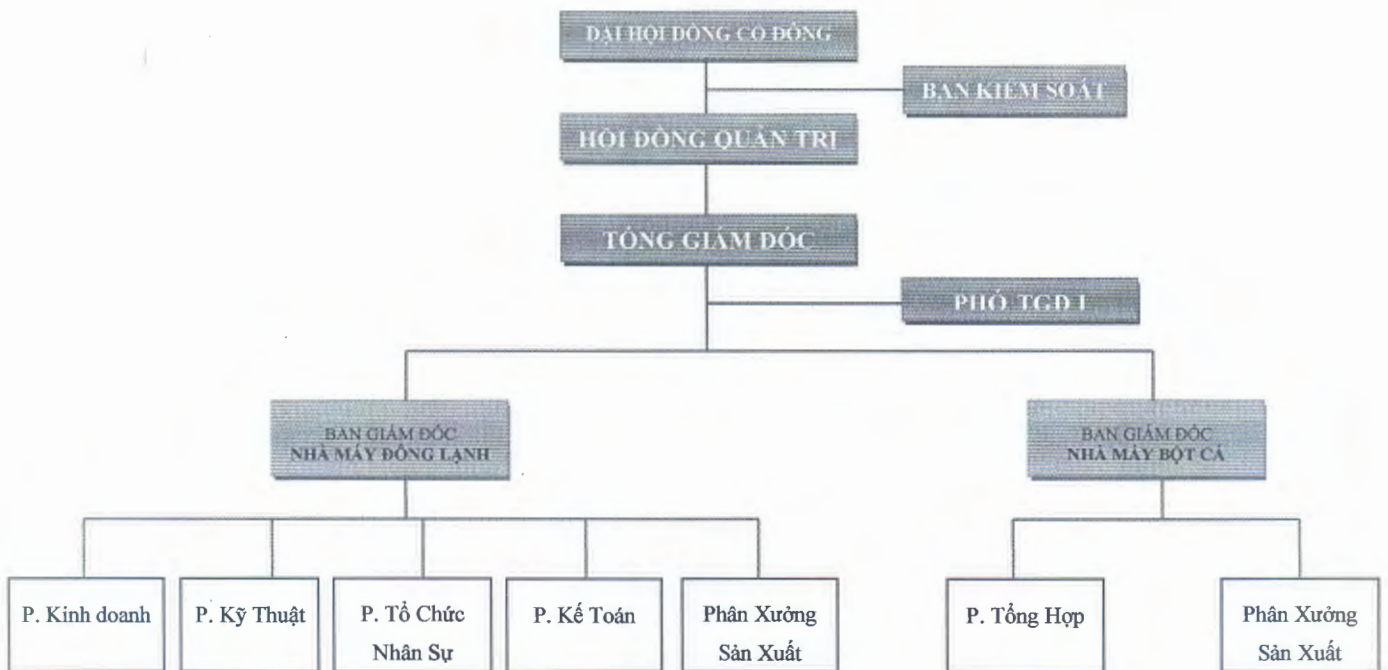 ĐẠI HỘI ĐỒNG CỔ ĐÔNG
BAN KIỂM SOÁT
HỘI ĐỒNG QUẢN TRỊ
TỔNG GIÁM ĐỐC
PHÓ TGĐ 1
BAN GIÁM ĐỐC
NHÀ MÁY ĐÔNG LẠNH
BAN GIÁM ĐỐC
NHÀ MÁY BỘT CÁ
P. Kinh doanh
P. Kỹ Thuật
P. Tổ Chức
Nhân Sự
P. Kế Toán
Phân Xưởng
Sản Xuất
P. Tổng Hợp
Phân Xưởng
Sản Xuất